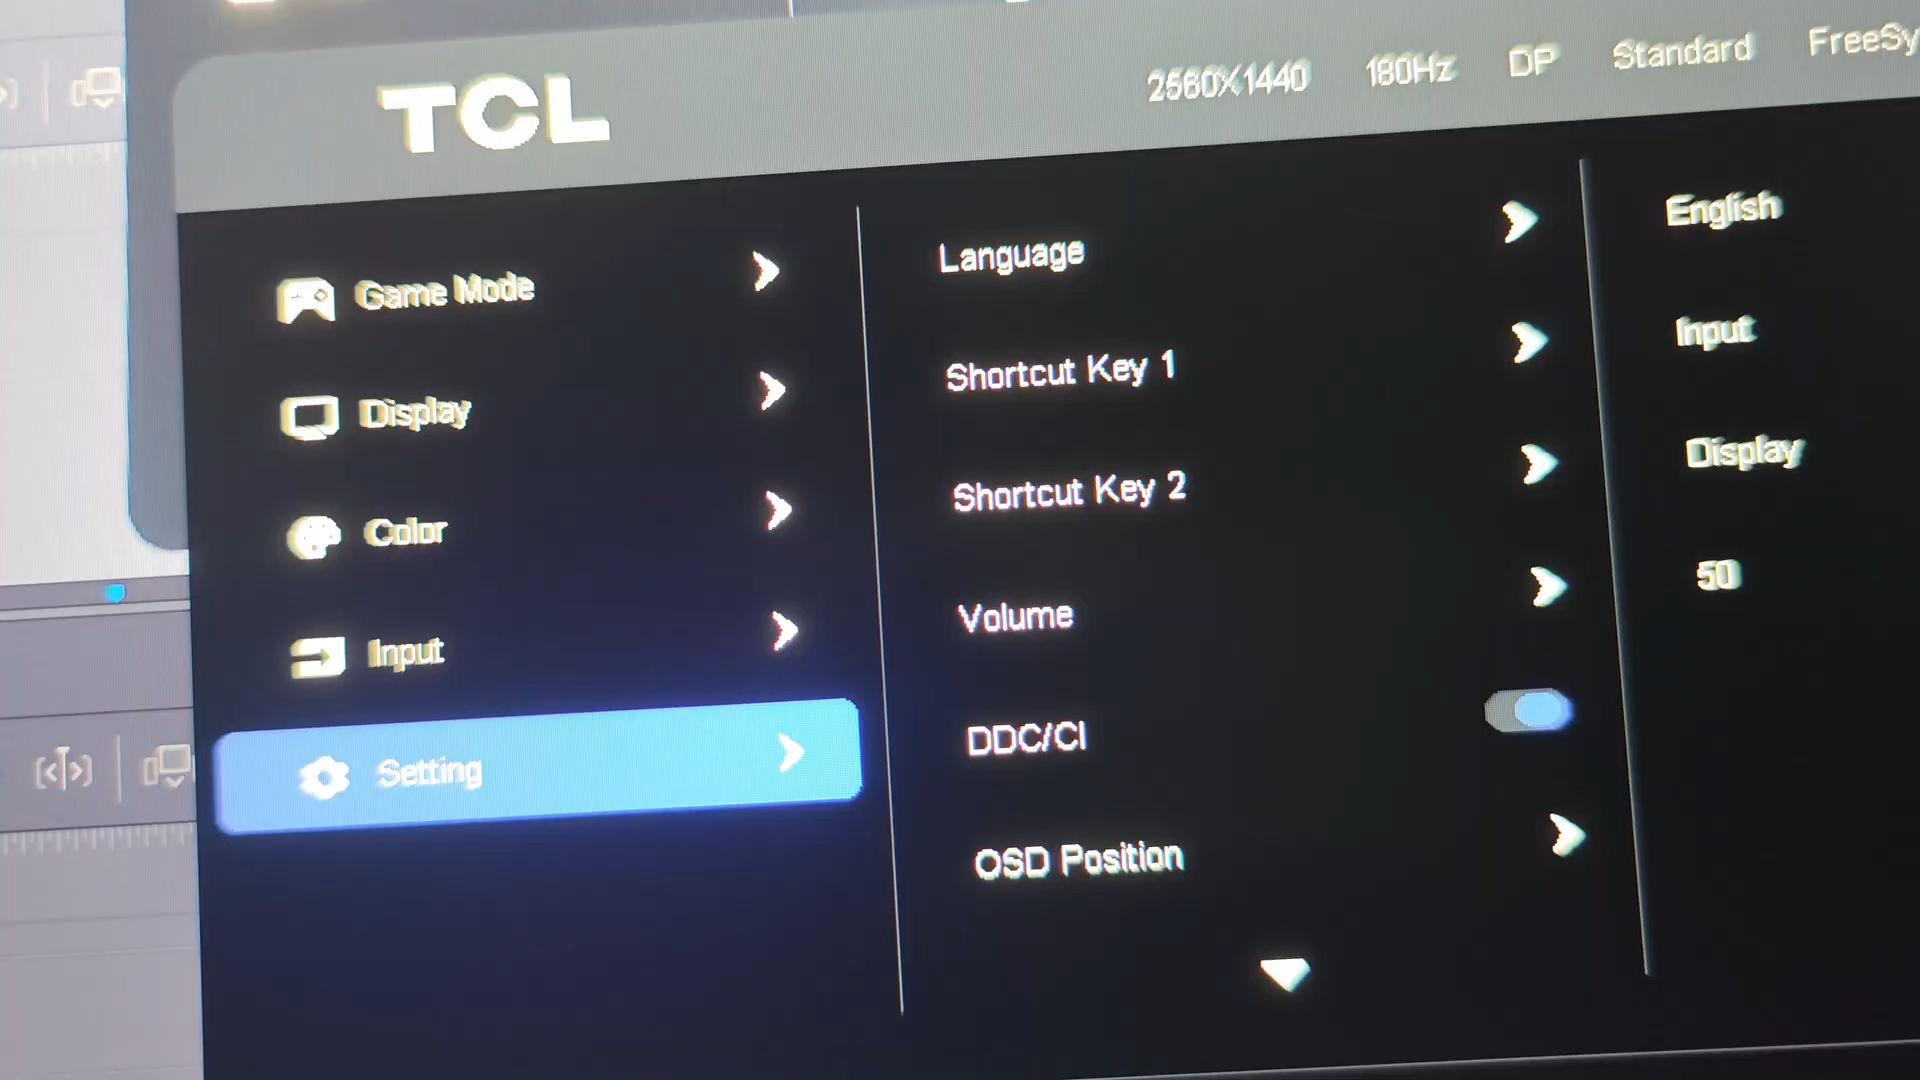 TCL
2560X1440 180Hz DP Standard FreeSy
Game Mode
Display
Color
Input
Setting
Language English
Shortcut Key 1 Input
Shortcut Key 2 Display
Volume 50
DDC/CI
OSD Position